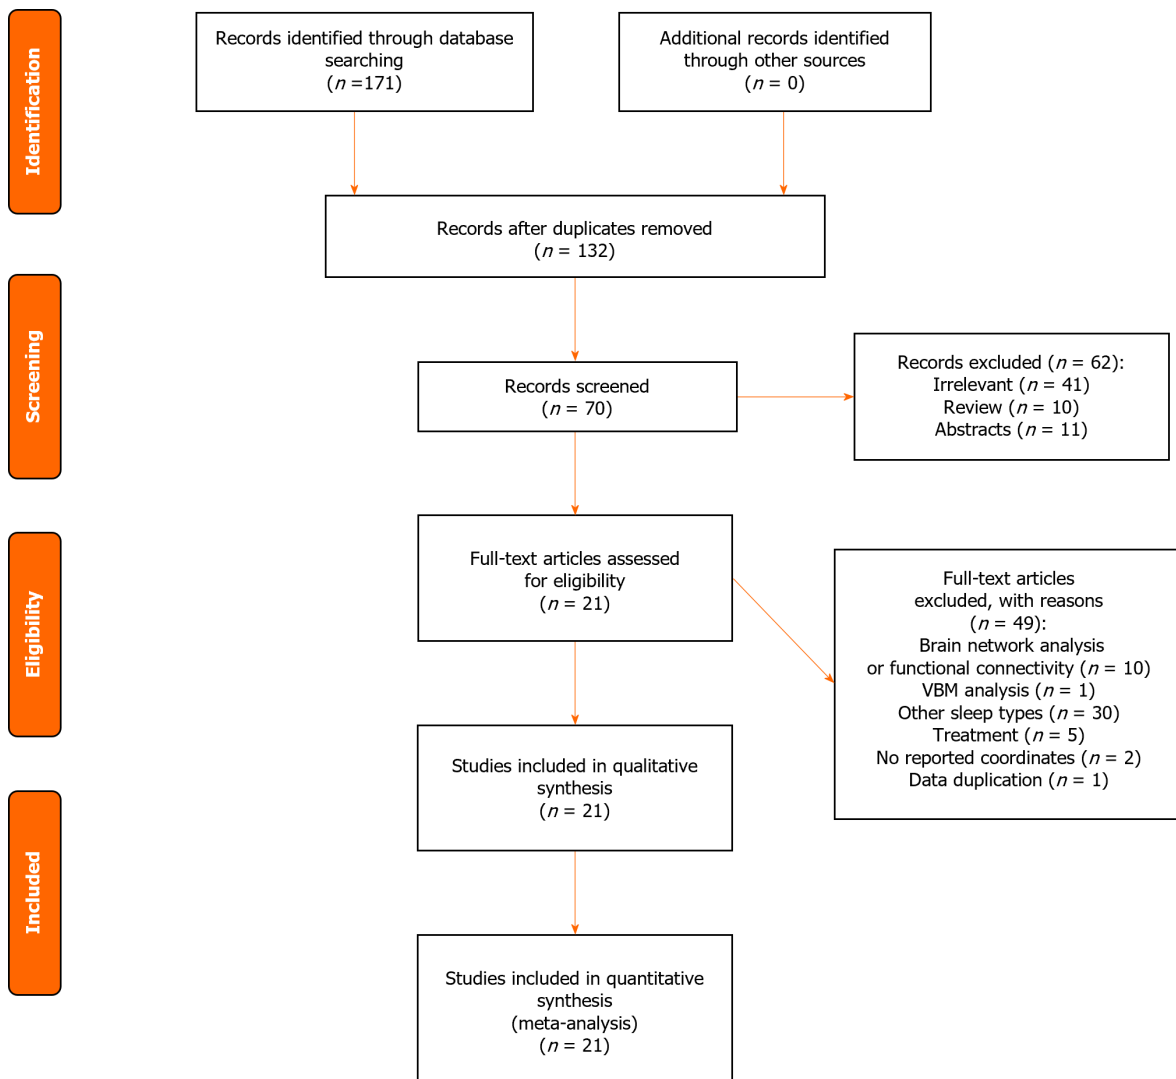 Identification
Records identified through database
searching
(n =171)
Additional records identified
through other sources
(n = 0)
Records after duplicates removed
(n = 132)
Screening
Records screened
(n = 70)
Records excluded (n = 62):
Irrelevant (n = 41)
Review (n = 10)
Abstracts (n = 11)
Eligibility
Full-text articles assessed
for eligibility
(n = 21)
Full-text articles
excluded, with reasons
(n = 49):
Brain network analysis
or functional connectivity (n = 10)
VBM analysis (n = 1)
Other sleep types (n = 30)
Treatment (n = 5)
No reported coordinates (n = 2)
Data duplication (n = 1)
Included
Studies included in qualitative
synthesis
(n = 21)
Studies included in quantitative
synthesis
(meta-analysis)
(n = 21)